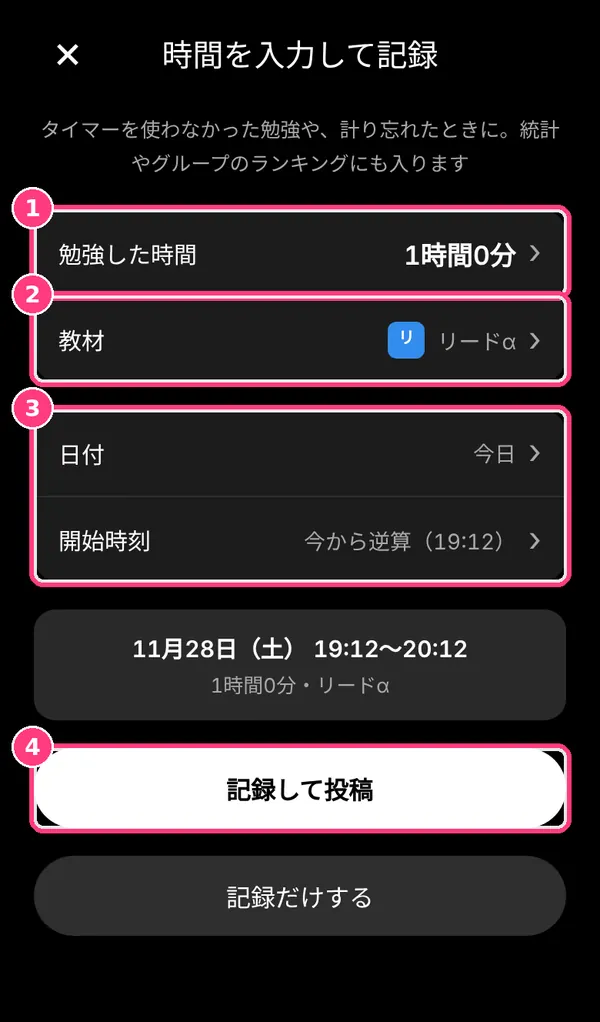 時間を入力して記録
タイマーを使わなかった勉強や、計り忘れたときに。統計
やグループのランキングにも入ります
1
勉強した時間 1時間0分
2
教材 リ リードα
3
日付 今日
開始時刻 今から逆算（19:12）
11月28日（土） 19:12〜20:12
1時間0分・リードα
4
記録して投稿
記録だけする